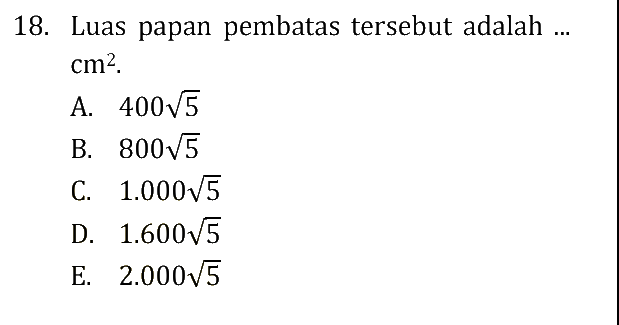 18. Luas papan pembatas tersebut adalah ...
cm².
A. 400√5
B. 800√5
C. 1.000√5
D. 1.600√5
E. 2.000√5